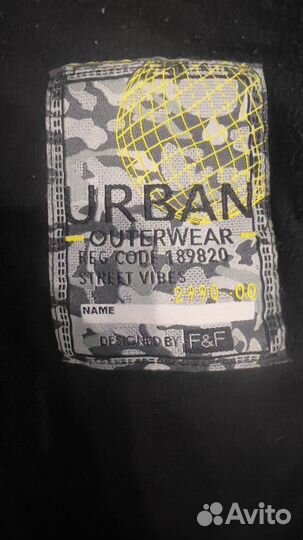 URBAN
OUTERWEAR
REG CODE 189820
STREET VIBES
2990-00
NAME
DESIGNED BY F&F
Avito